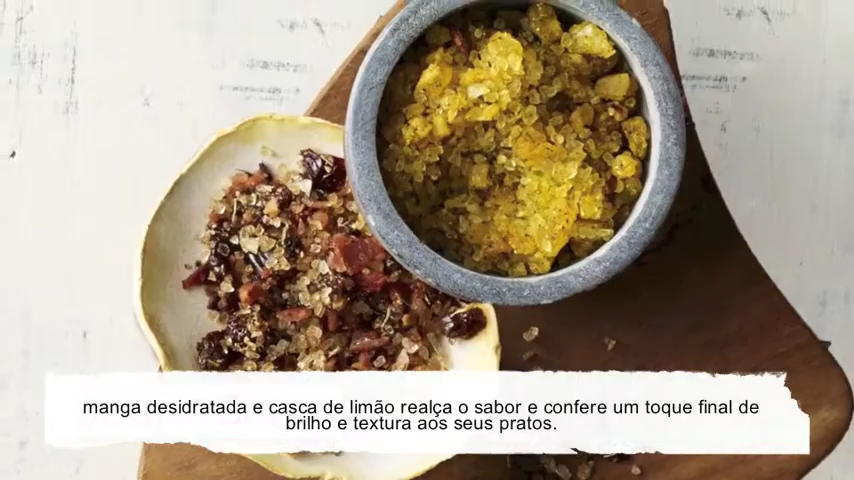 manga desidratada e casca de limão realça o sabor e confere um toque final de
brilho e textura aos seus pratos.